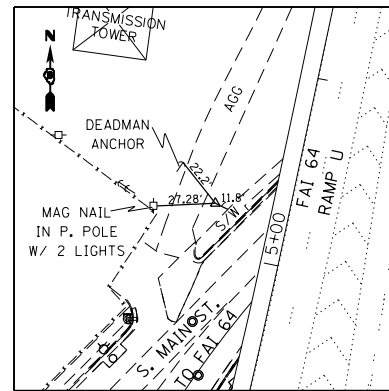 TRANSMISSION
TOWER
N
AGG
DEADMAN
ANCHOR
22.2'
27.28'
11.8'
S/W
MAG NAIL
IN P. POLE
W/ 2 LIGHTS
FAI 64
RAMP U
15+00
S. MAIN ST.
TO FAI 64